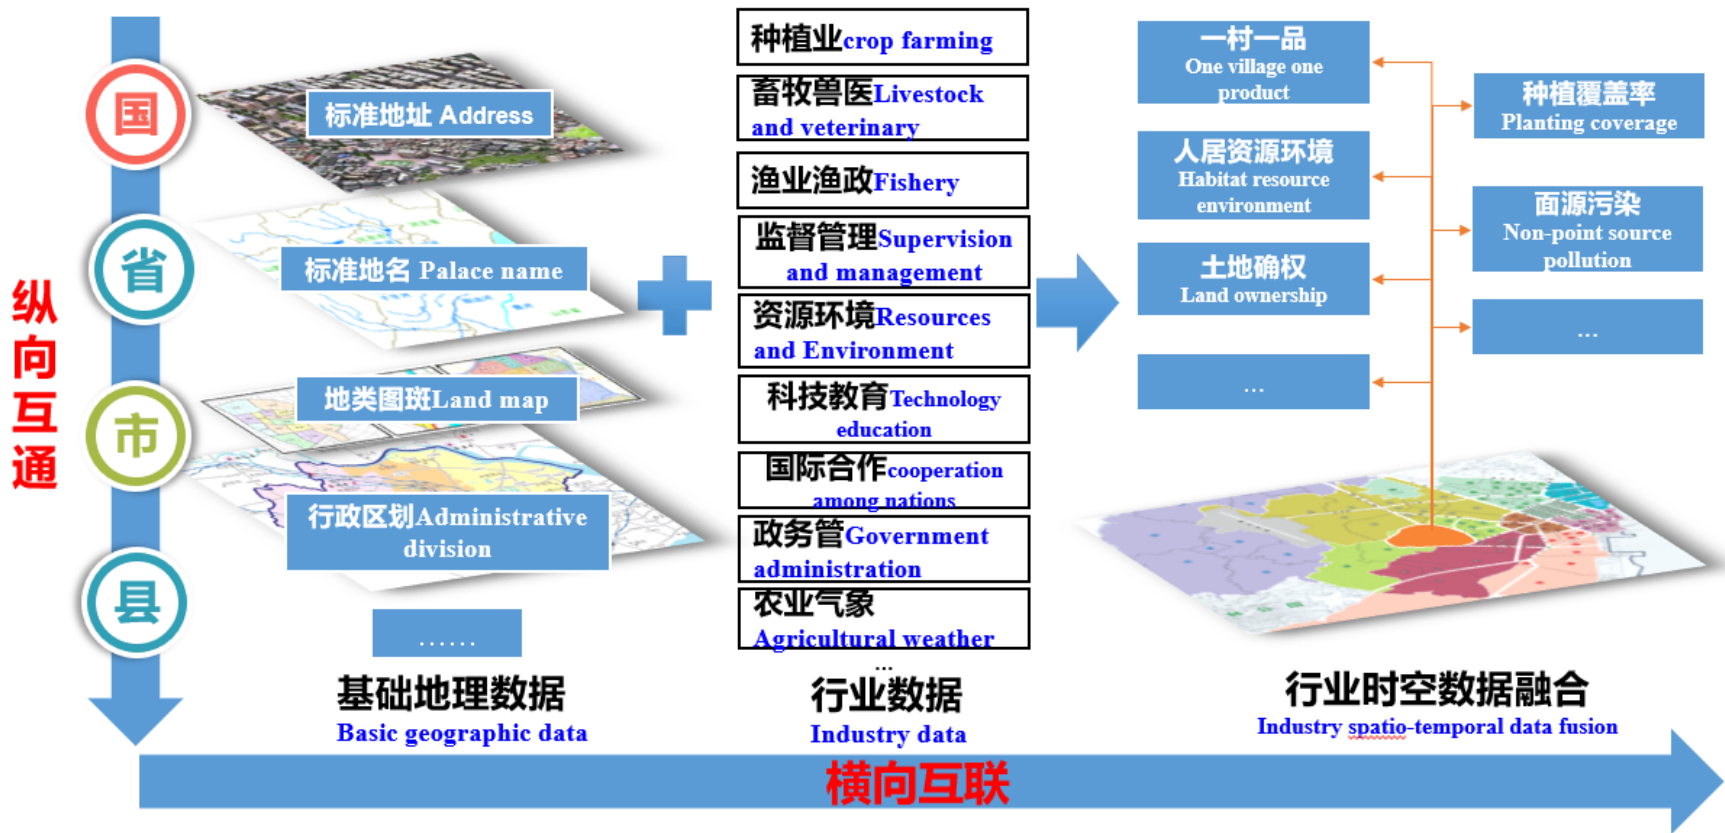 纵向互通
国
省
市
县
标准地址 Address
标准地名 Palace name
地类图斑Land map
行政区划Administrative
division
......
基础地理数据
Basic geographic data
种植业crop farming
畜牧兽医Livestock
and veterinary
渔业渔政Fishery
监督管理Supervision
and management
资源环境Resources
and Environment
科技教育Technology
education
国际合作cooperation
among nations
政务管Government
administration
农业气象
Agricultural weather
...
行业数据
Industry data
一村一品
One village one
product
人居资源环境
Habitat resource
environment
土地确权
Land ownership
...
种植覆盖率
Planting coverage
面源污染
Non-point source
pollution
...
行业时空数据融合
Industry spatio-temporal data fusion
横向互联